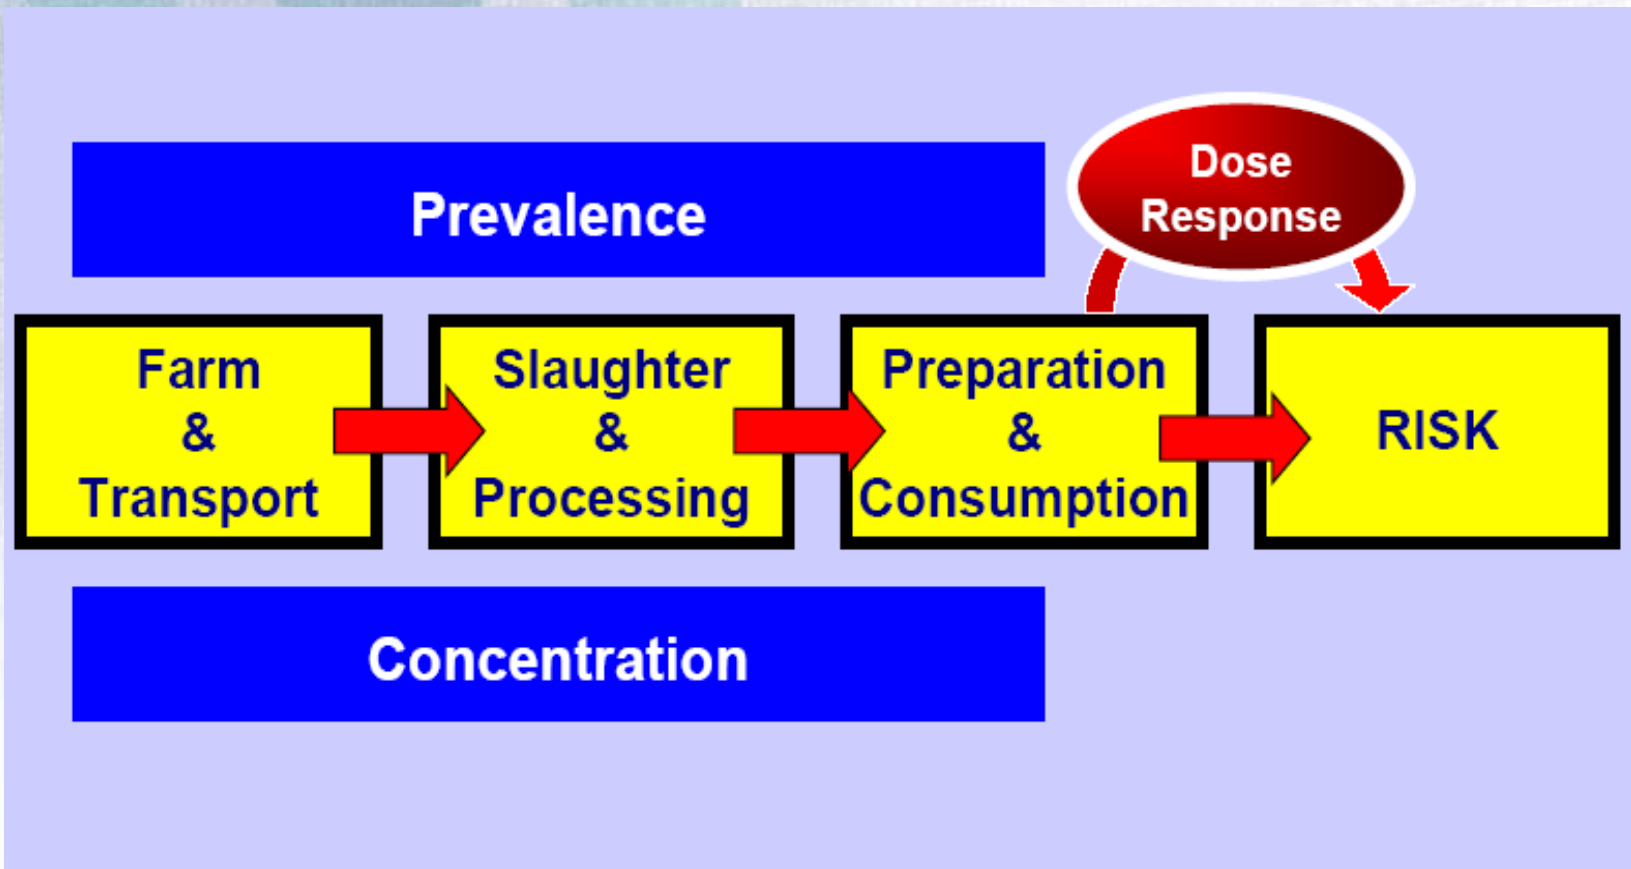 Prevalence
Dose
Response
Farm
&
Transport
Slaughter
&
Processing
Preparation
&
Consumption
RISK
Concentration